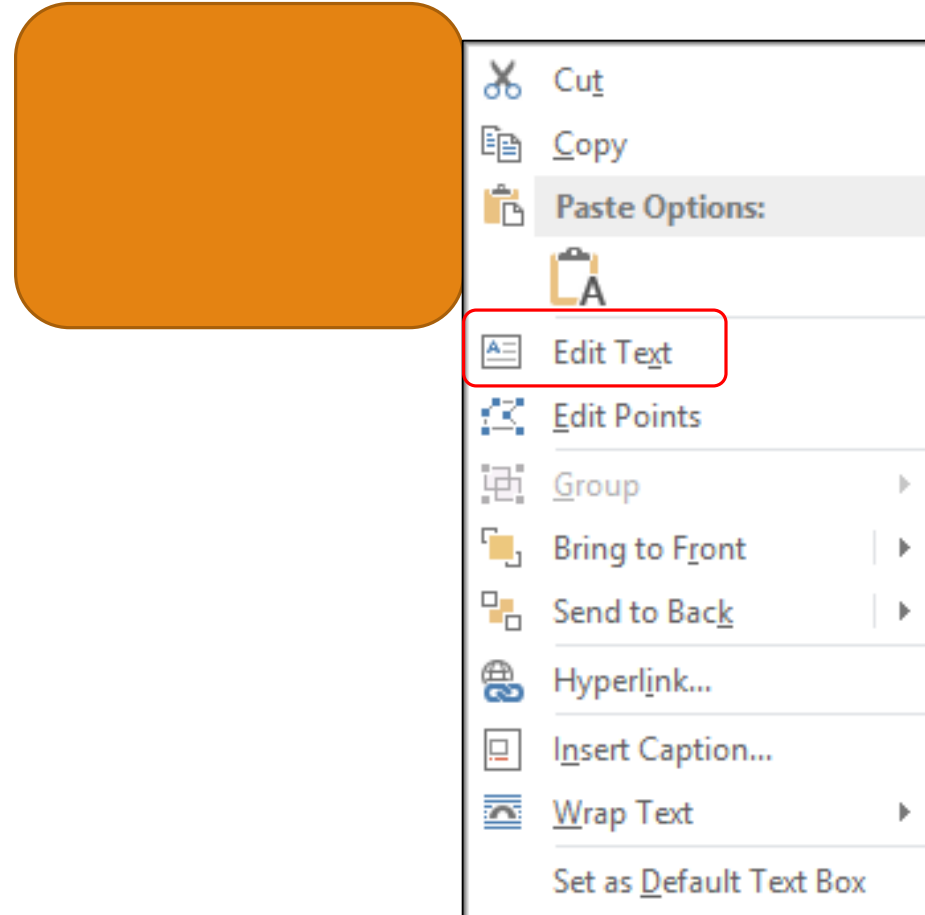 Cut
Copy
Paste Options:
A
A
Edit Text
Edit Points
Group
Bring to Front
Send to Back
Hyperlink...
Insert Caption...
Wrap Text
Set as Default Text Box